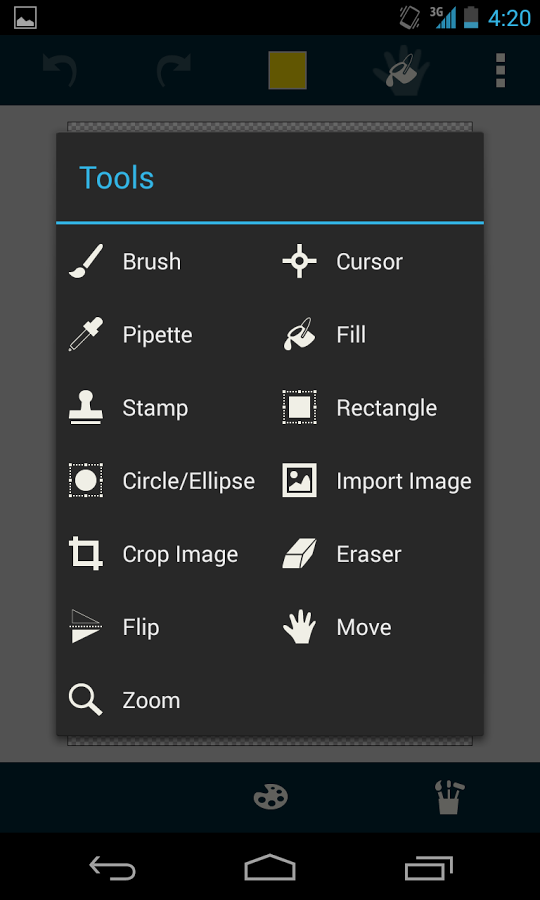 3G 4:20
Tools
Brush
Cursor
Pipette
Fill
Stamp
Rectangle
Circle/Ellipse
Import Image
Crop Image
Eraser
Flip
Move
Zoom